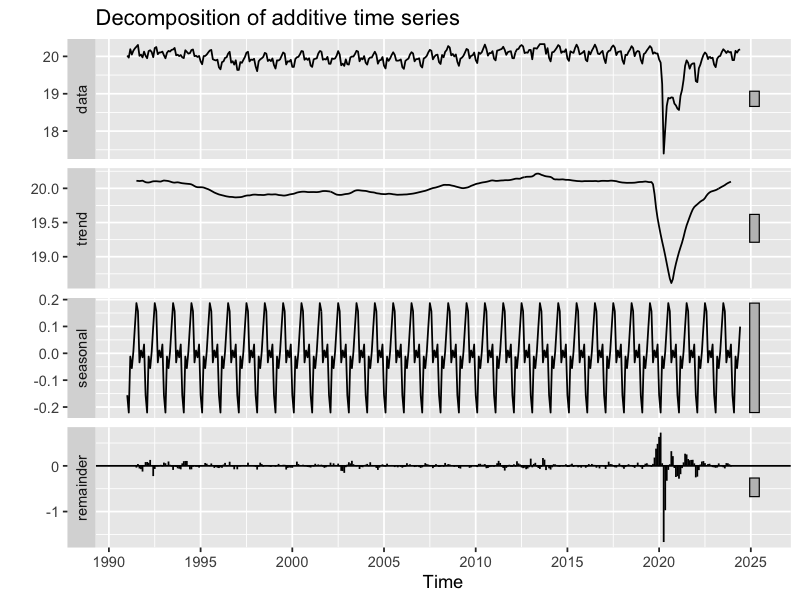 Decomposition of additive time series
20
19
18
data
20.0
19.5
19.0
trend
0.2
0.1
0.0
-0.1
-0.2
seasonal
0
-1
remainder
1990 1995 2000 2005 2010 2015 2020 2025
Time